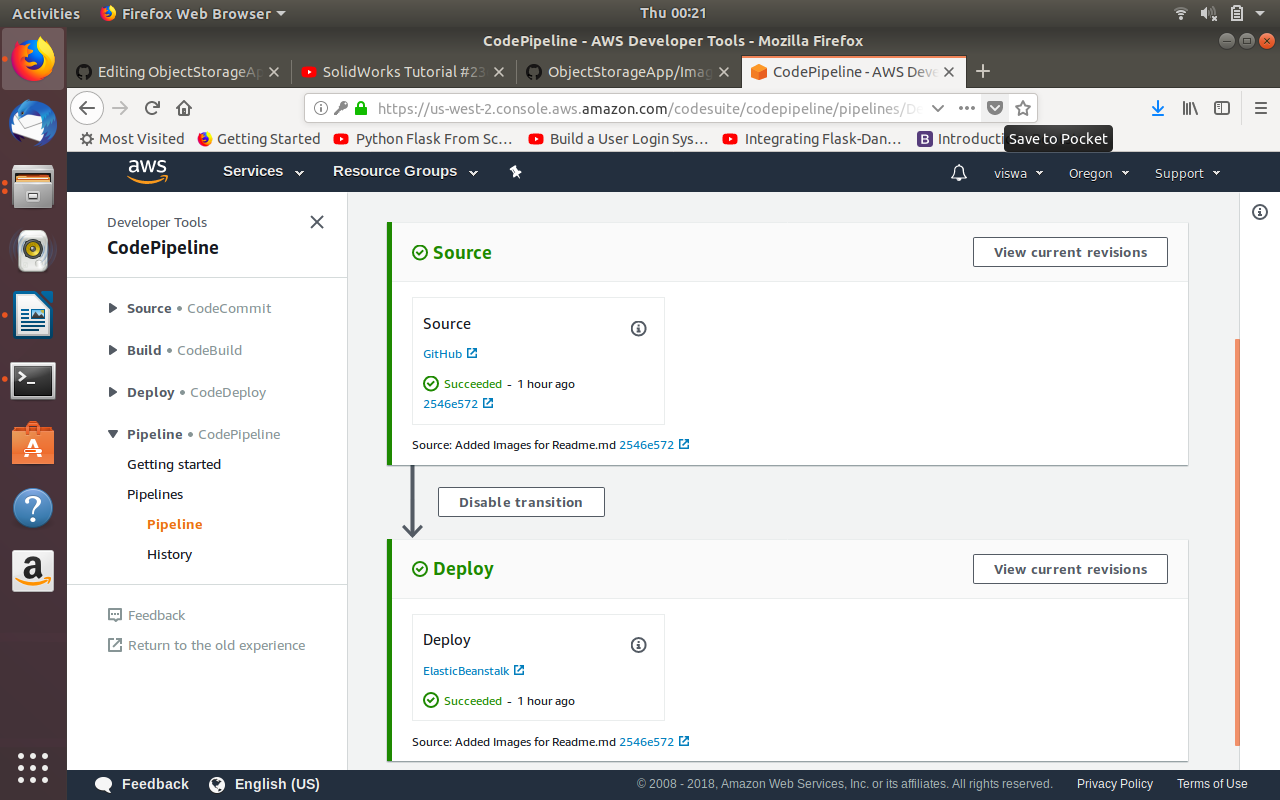 Activities
Firefox Web Browser
Thu 00:21
CodePipeline - AWS Developer Tools - Mozilla Firefox
Editing ObjectStorageAp
SolidWorks Tutorial #23
ObjectStorageApp/Imag
CodePipeline - AWS Deve
https://us-west-2.console.aws.amazon.com/codesuite/codepipeline/pipelines/De
Most Visited
Getting Started
Python Flask From Sc...
Build a User Login Sys...
Integrating Flask-Dan...
Introducti
Save to Pocket
aws
Services
Resource Groups
viswa
Oregon
Support
Developer Tools
CodePipeline
Source • CodeCommit
Build • CodeBuild
Deploy • CodeDeploy
Pipeline • CodePipeline
Getting started
Pipelines
Pipeline
History
Feedback
Return to the old experience
Source
View current revisions
Source
GitHub
Succeeded - 1 hour ago
2546e572
Source: Added Images for Readme.md 2546e572
Disable transition
Deploy
View current revisions
Deploy
ElasticBeanstalk
Succeeded - 1 hour ago
Source: Added Images for Readme.md 2546e572
Feedback
English (US)
© 2008 - 2018, Amazon Web Services, Inc. or its affiliates. All rights reserved.
Privacy Policy
Terms of Use